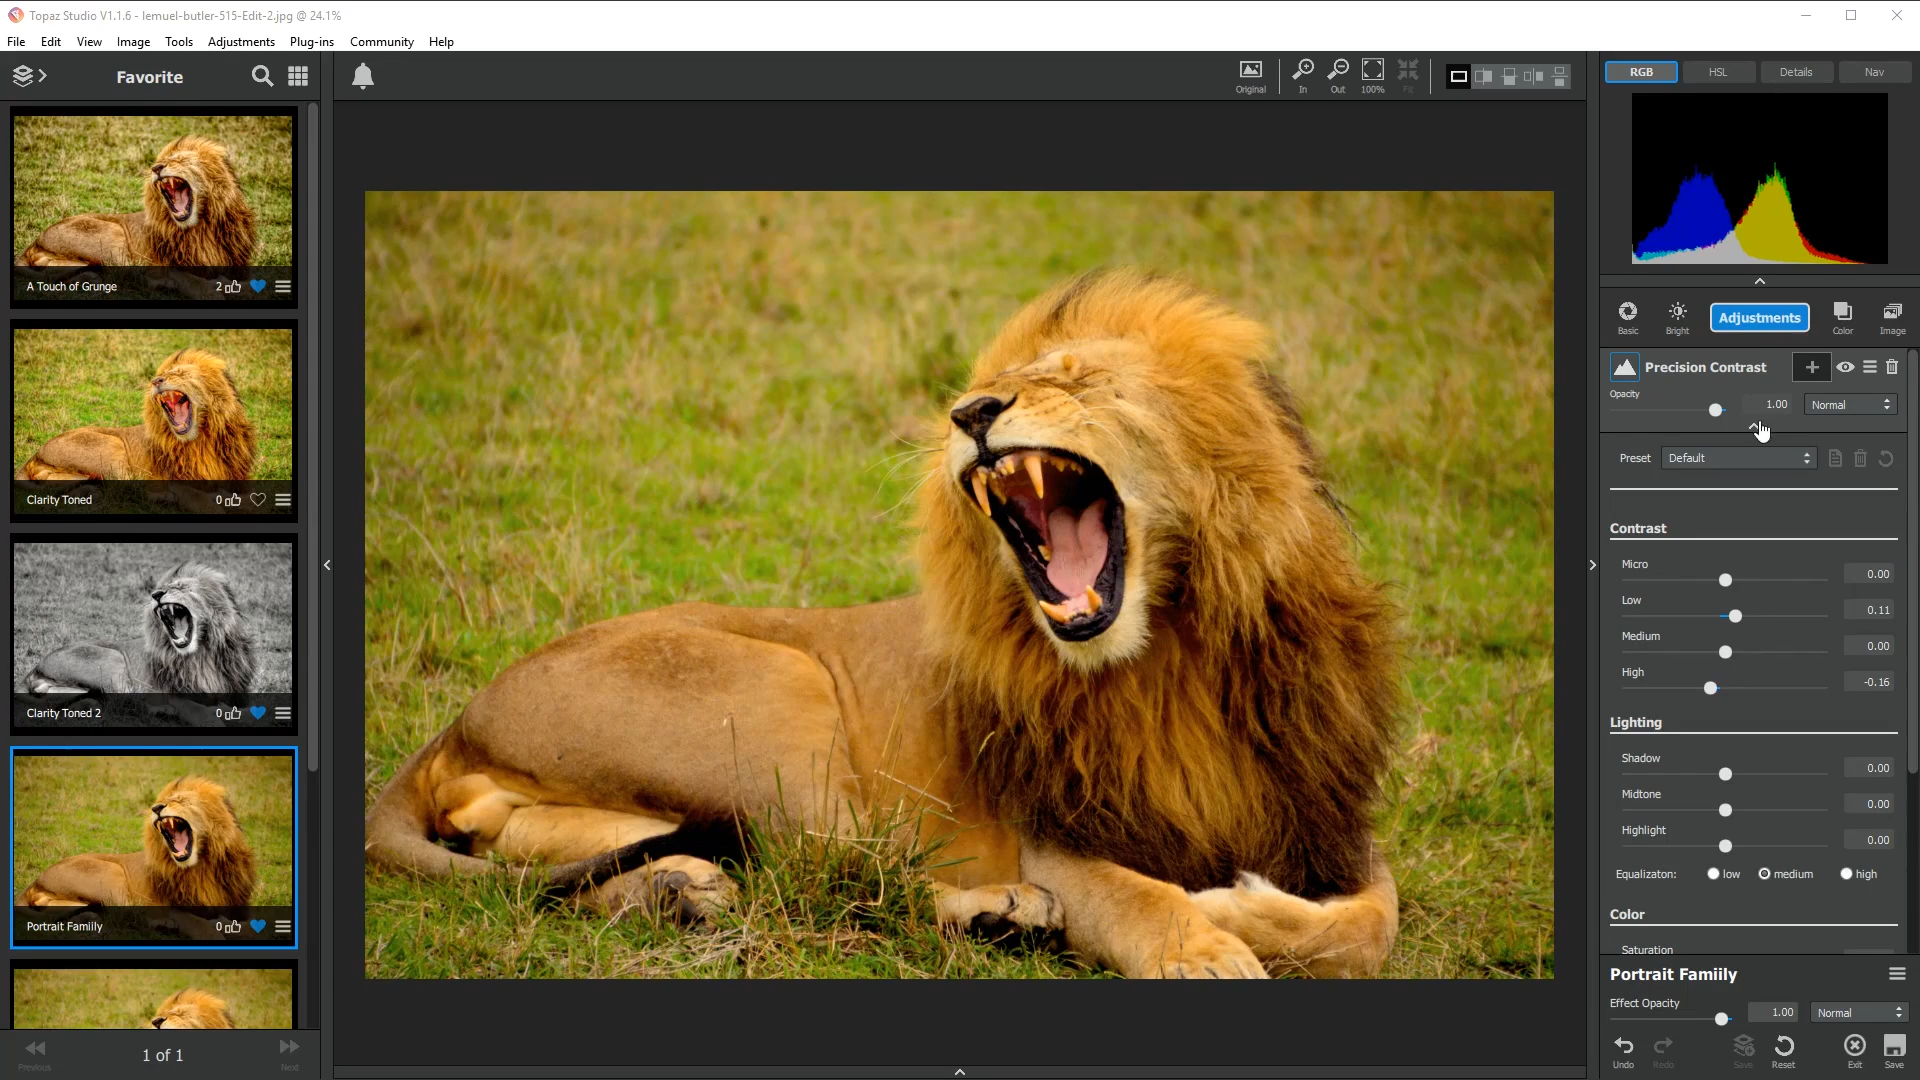 Topaz Studio V1.1.6 - lemuel-butler-515-Edit-2.jpg @ 24.1%
File Edit View Image Tools Adjustments Plug-ins Community Help
Favorite
A Touch of Grunge 2
Clarity Toned 0
Clarity Toned 2 0
Portrait Familly 0
Previous 1 of 1 Next
Original In Out 100% Fit
RGB HSL Details Nav
Basic Bright Adjustments Color Image
Precision Contrast
Opacity
1.00 Normal
Preset Default
Contrast
Micro
0.00
Low
0.11
Medium
0.00
High
-0.16
Lighting
Shadow
0.00
Midtone
0.00
Highlight
0.00
Equalizaton: low medium high
Color
Saturation
Portrait Familly
Effect Opacity
1.00 Normal
Undo Redo Save Reset Exit Save